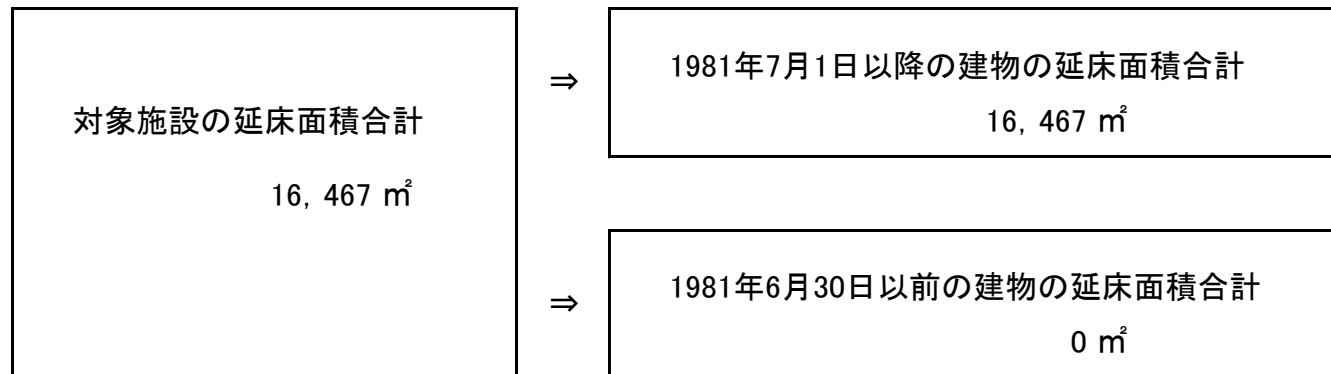 対象施設の延床面積合計
16,467 ㎡
⇒
1981年7月1日以降の建物の延床面積合計
16,467 ㎡
⇒
1981年6月30日以前の建物の延床面積合計
0 ㎡